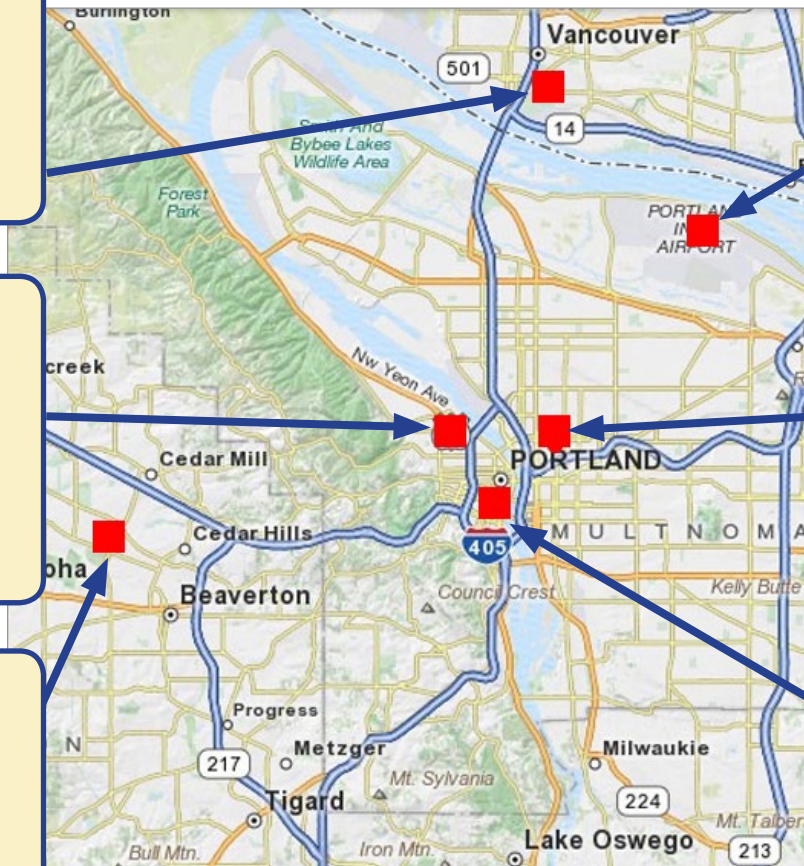 Burlington
Vancouver
501
14
Smith And
Bybee Lakes
Wildlife Area
Forest
Park
PORTLAN
IN
AIRPORT
creek
Nw Yeon Ave
Cedar Mill
PORTLAND
Cedar Hills
405
MULTNOMA
oha
Council Crest
Kelly Butte
Beaverton
Progress
N
Metzger
Milwaukie
217
Mt. Sylvania
Tigard
224
Mt. Talber
Bull Mtn.
Iron Mtn.
Lake Oswego
213